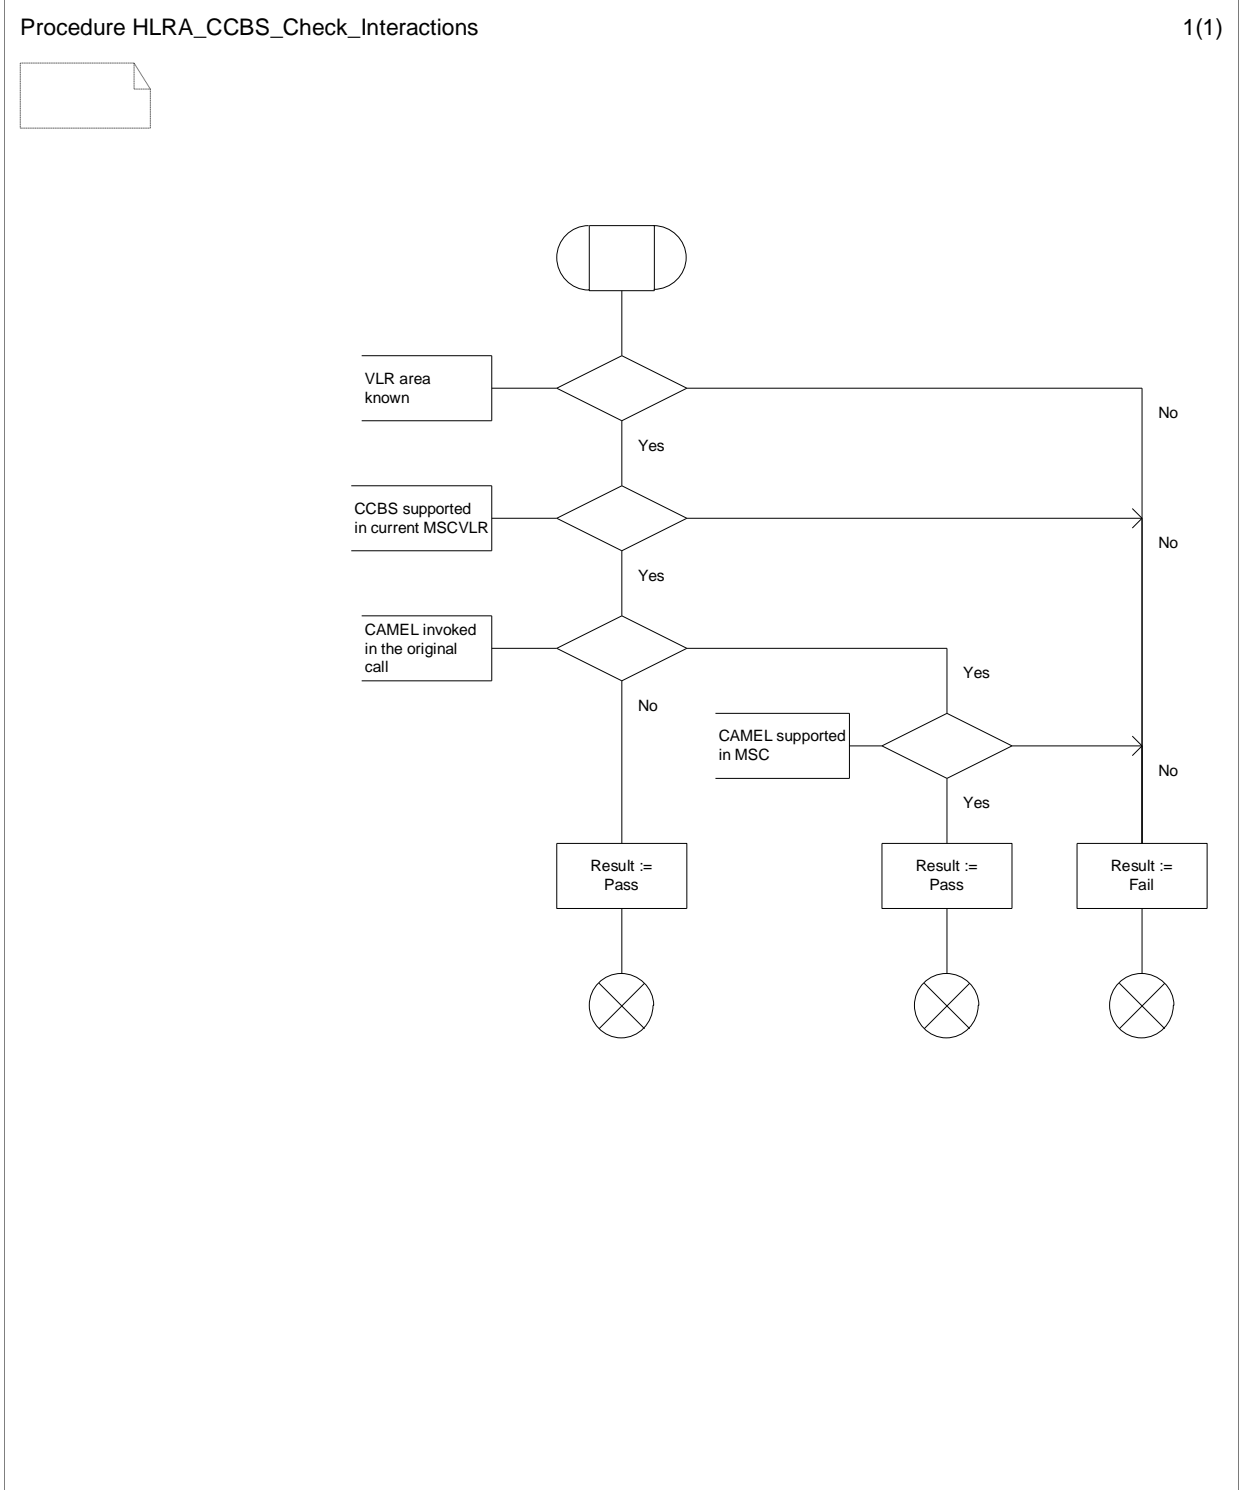 Procedure HLRA_CCBS_Check_Interactions
1(1)
VLR area
known
No
Yes
CCBS supported
in current MSCVLR
No
Yes
CAMEL invoked
in the original
call
Yes
No
CAMEL supported
in MSC
No
Yes
Result :=
Pass
Result :=
Pass
Result :=
Fail